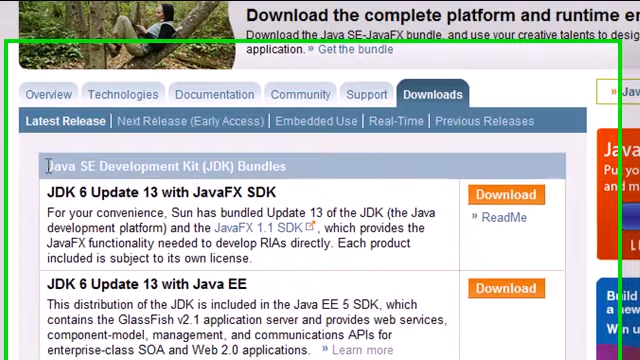 Download the complete platform and runtime
Download the Java SE-JavaFX bundle, and use your creative talents to
application. » Get the bundle
Overview
Technologies
Documentation
Community
Support
Downloads
Latest Release | Next Release (Early Access) | Embedded Use | Real-Time | Previous Releases
Java SE Development Kit (JDK) Bundles
JDK 6 Update 13 with JavaFX SDK
For your convenience, Sun has bundled Update 13 of the JDK (the Java
development platform) and the JavaFX 1.1 SDK, which provides the
JavaFX functionality needed to develop RIAs directly. Each product
included is subject to its own license.
Download
» ReadMe
JDK 6 Update 13 with Java EE
This distribution of the JDK is included in the Java EE 5 SDK, which
contains the GlassFish v2.1 application server and provides web services,
component-model, management, and communications APIs for
enterprise-class SOA and Web 2.0 applications. » Learn more
Download
» Jav
Java
Build
a new